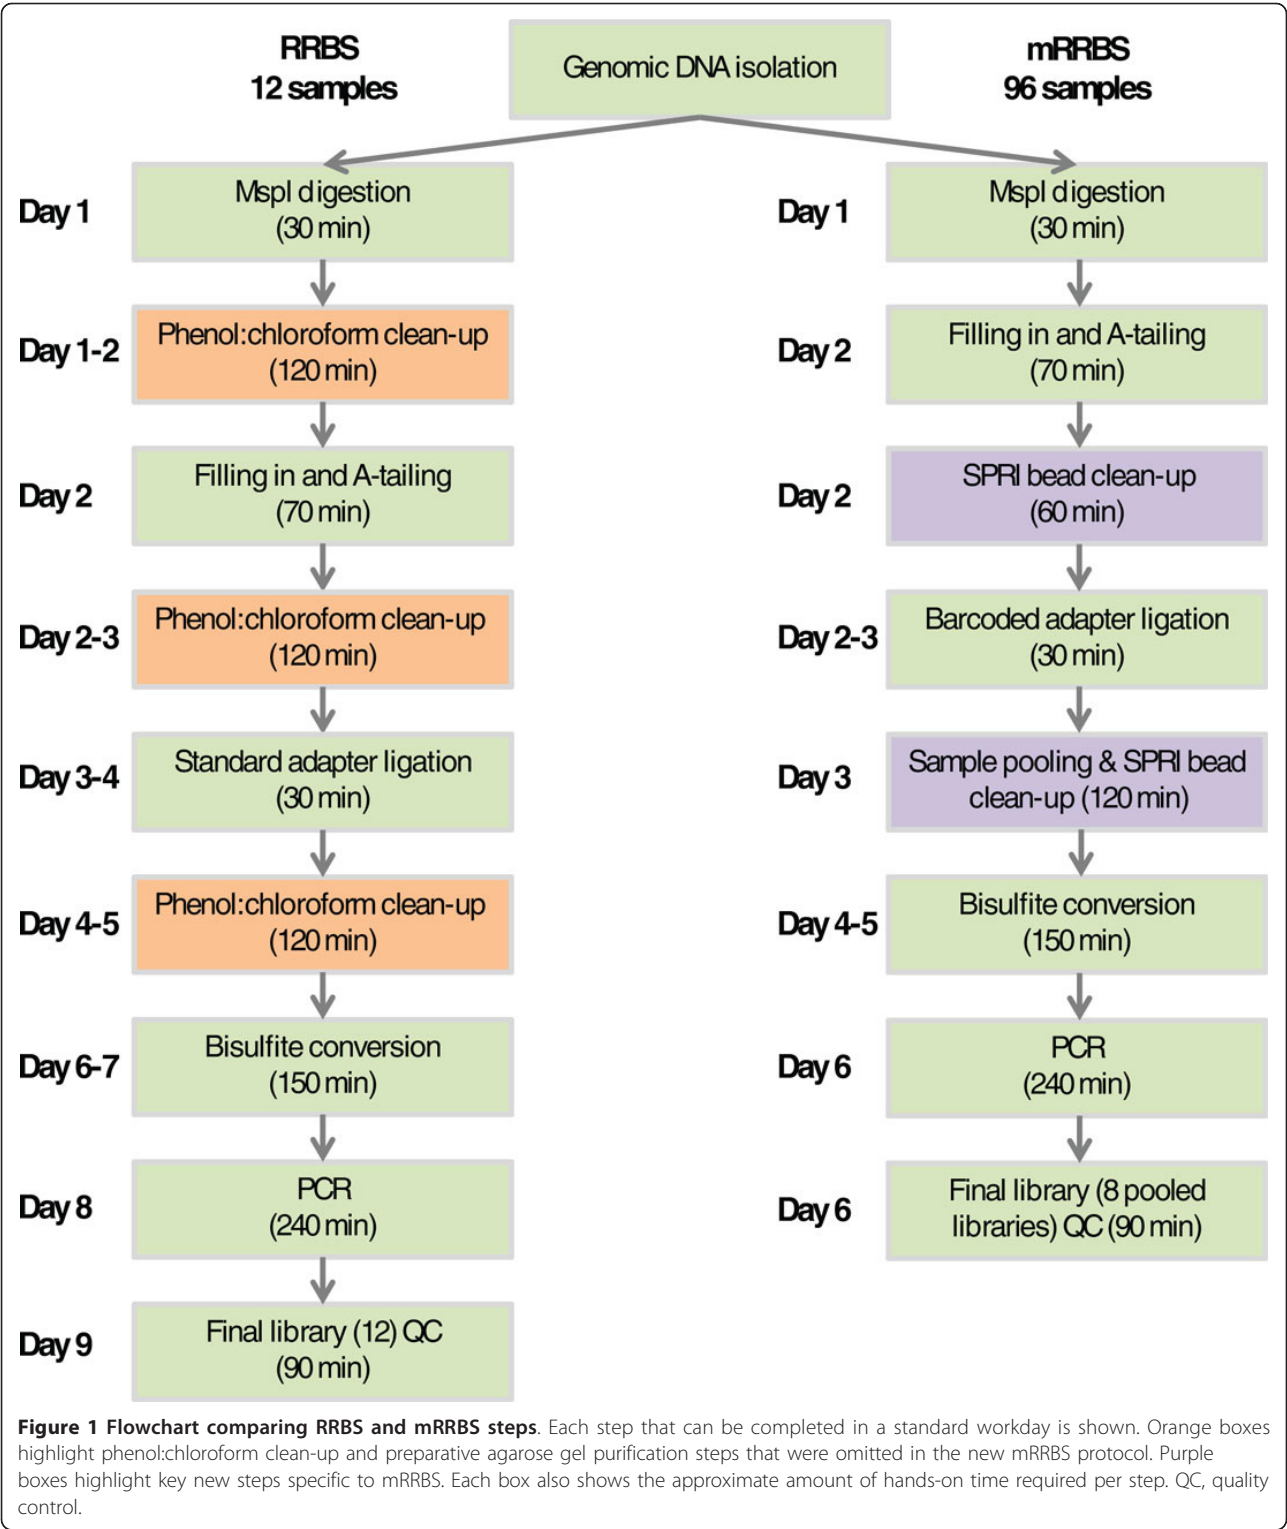 RRBS
12 samples
Genomic DNA isolation
mRRBS
96 samples
Day 1
MspI digestion
(30 min)
Day 1-2
Phenol:chloroform clean-up
(120 min)
Day 2
Filling in and A-tailing
(70 min)
Day 2-3
Phenol:chloroform clean-up
(120 min)
Day 3-4
Standard adapter ligation
(30 min)
Day 4-5
Phenol:chloroform clean-up
(120 min)
Day 6-7
Bisulfite conversion
(150 min)
Day 8
PCR
(240 min)
Day 9
Final library (12) QC
(90 min)
Day 1
MspI digestion
(30 min)
Day 2
Filling in and A-tailing
(70 min)
Day 2
SPRI bead clean-up
(60 min)
Day 2-3
Barcoded adapter ligation
(30 min)
Day 3
Sample pooling & SPRI bead
clean-up (120 min)
Day 4-5
Bisulfite conversion
(150 min)
Day 6
PCR
(240 min)
Day 6
Final library (8 pooled
libraries) QC (90 min)
Figure 1 Flowchart comparing RRBS and mRRBS steps. Each step that can be completed in a standard workday is shown. Orange boxes
highlight phenol:chloroform clean-up and preparative agarose gel purification steps that were omitted in the new mRRBS protocol. Purple
boxes highlight key new steps specific to mRRBS. Each box also shows the approximate amount of hands-on time required per step. QC, quality
control.